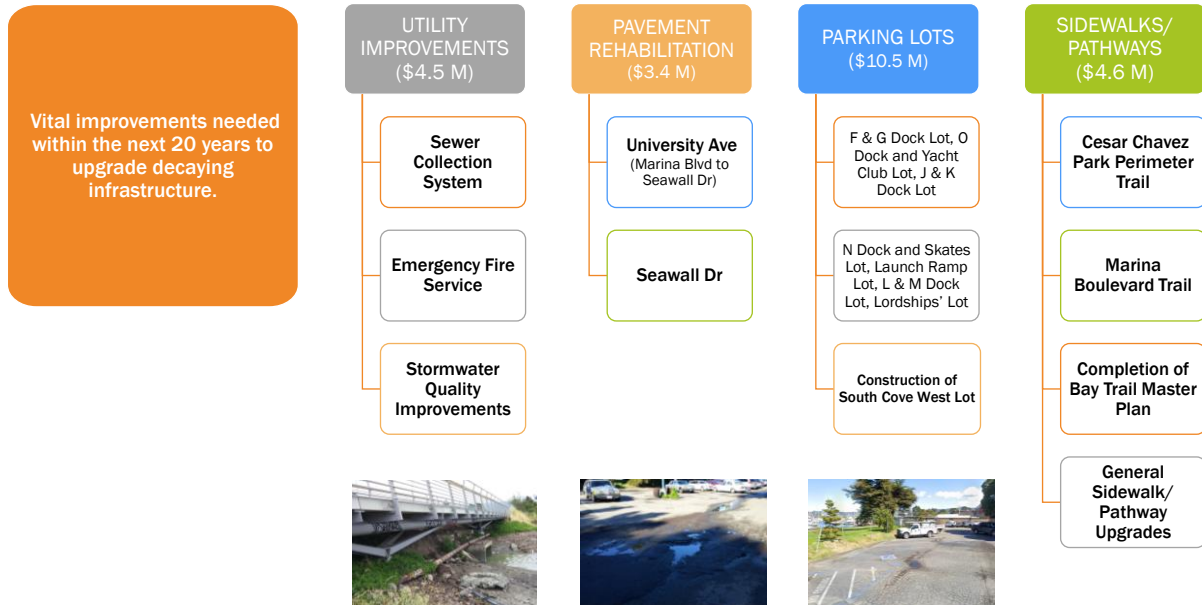 Vital improvements needed
within the next 20 years to
upgrade decaying
infrastructure.
UTILITY
IMPROVEMENTS
($4.5 M)
Sewer
Collection
System
Emergency Fire
Service
Stormwater
Quality
Improvements
PAVEMENT
REHABILITATION
($3.4 M)
University Ave
(Marina Blvd to
Seawall Dr)
Seawall Dr
PARKING LOTS
($10.5 M)
F & G Dock Lot, O
Dock and Yacht
Club Lot, J & K
Dock Lot
N Dock and Skates
Lot, Launch Ramp
Lot, L & M Dock
Lot, Lordships’ Lot
Construction of
South Cove West Lot
SIDEWALKS/
PATHWAYS
($4.6 M)
Cesar Chavez
Park Perimeter
Trail
Marina
Boulevard Trail
Completion of
Bay Trail Master
Plan
General
Sidewalk/
Pathway
Upgrades